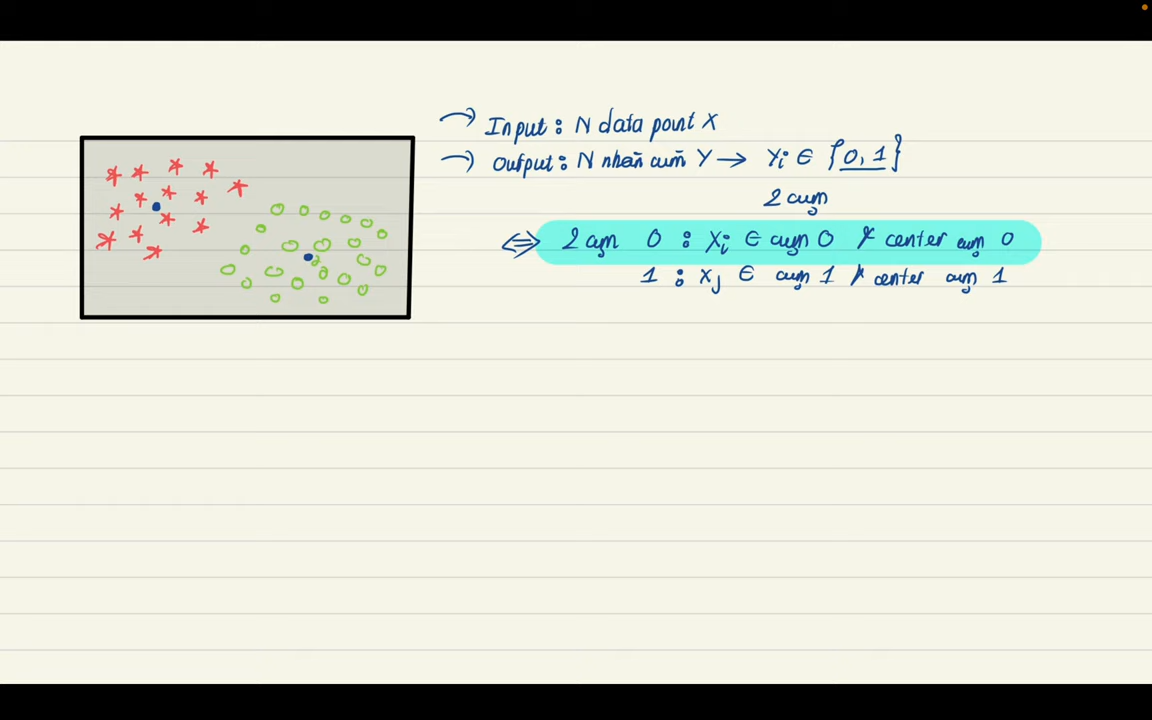 → Input : N data point X
→ Output : N nhãn cụm Y → Yi ∈ {0, 1}
2 cụm
⇔ 2 cụm 0 : Xi ∈ cụm 0 & center cụm 0
1 : xj ∈ cụm 1 & center cụm 1